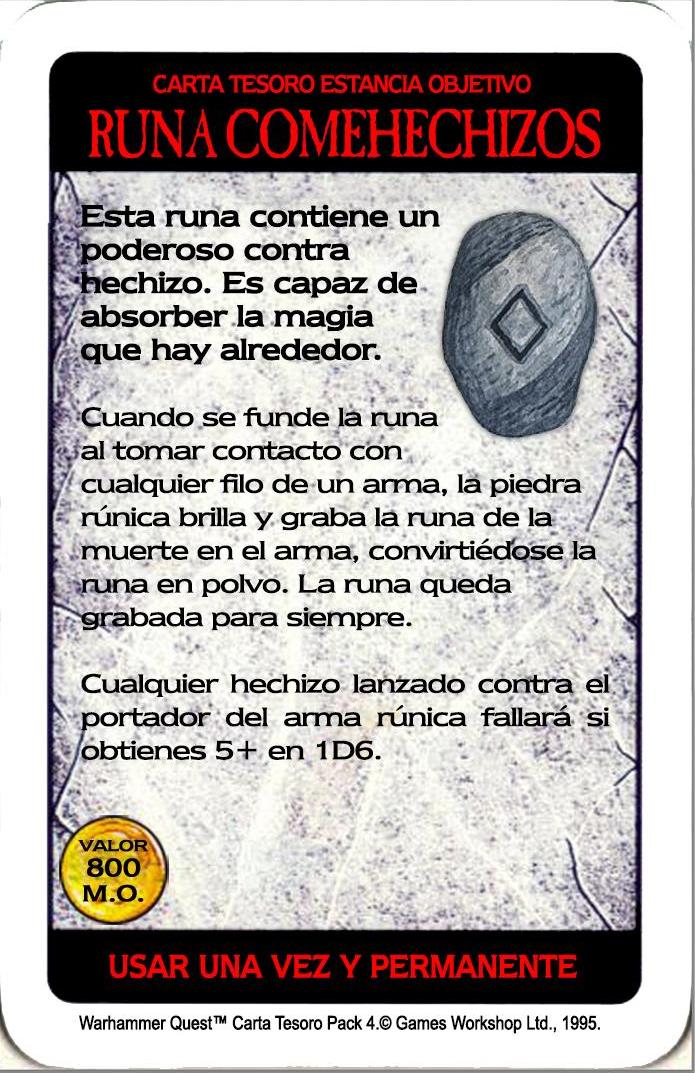 CARTA TESORO ESTANCIA OBJETIVO
RUNA COMEHECHIZOS
Esta runa contiene un
poderoso contra
hechizo. Es capaz de
absorber la magia
que hay alrededor.
Cuando se funde la runa
al tomar contacto con
cualquier filo de un arma, la piedra
rúnica brilla y graba la runa de la
muerte en el arma, convirtiédose la
runa en polvo. La runa queda
grabada para siempre.
Cualquier hechizo lanzado contra el
portador del arma rúnica fallará si
obtienes 5+ en 1D6.
VALOR
800
M.O.
USAR UNA VEZ Y PERMANENTE
Warhammer Quest™ Carta Tesoro Pack 4.© Games Workshop Ltd., 1995.